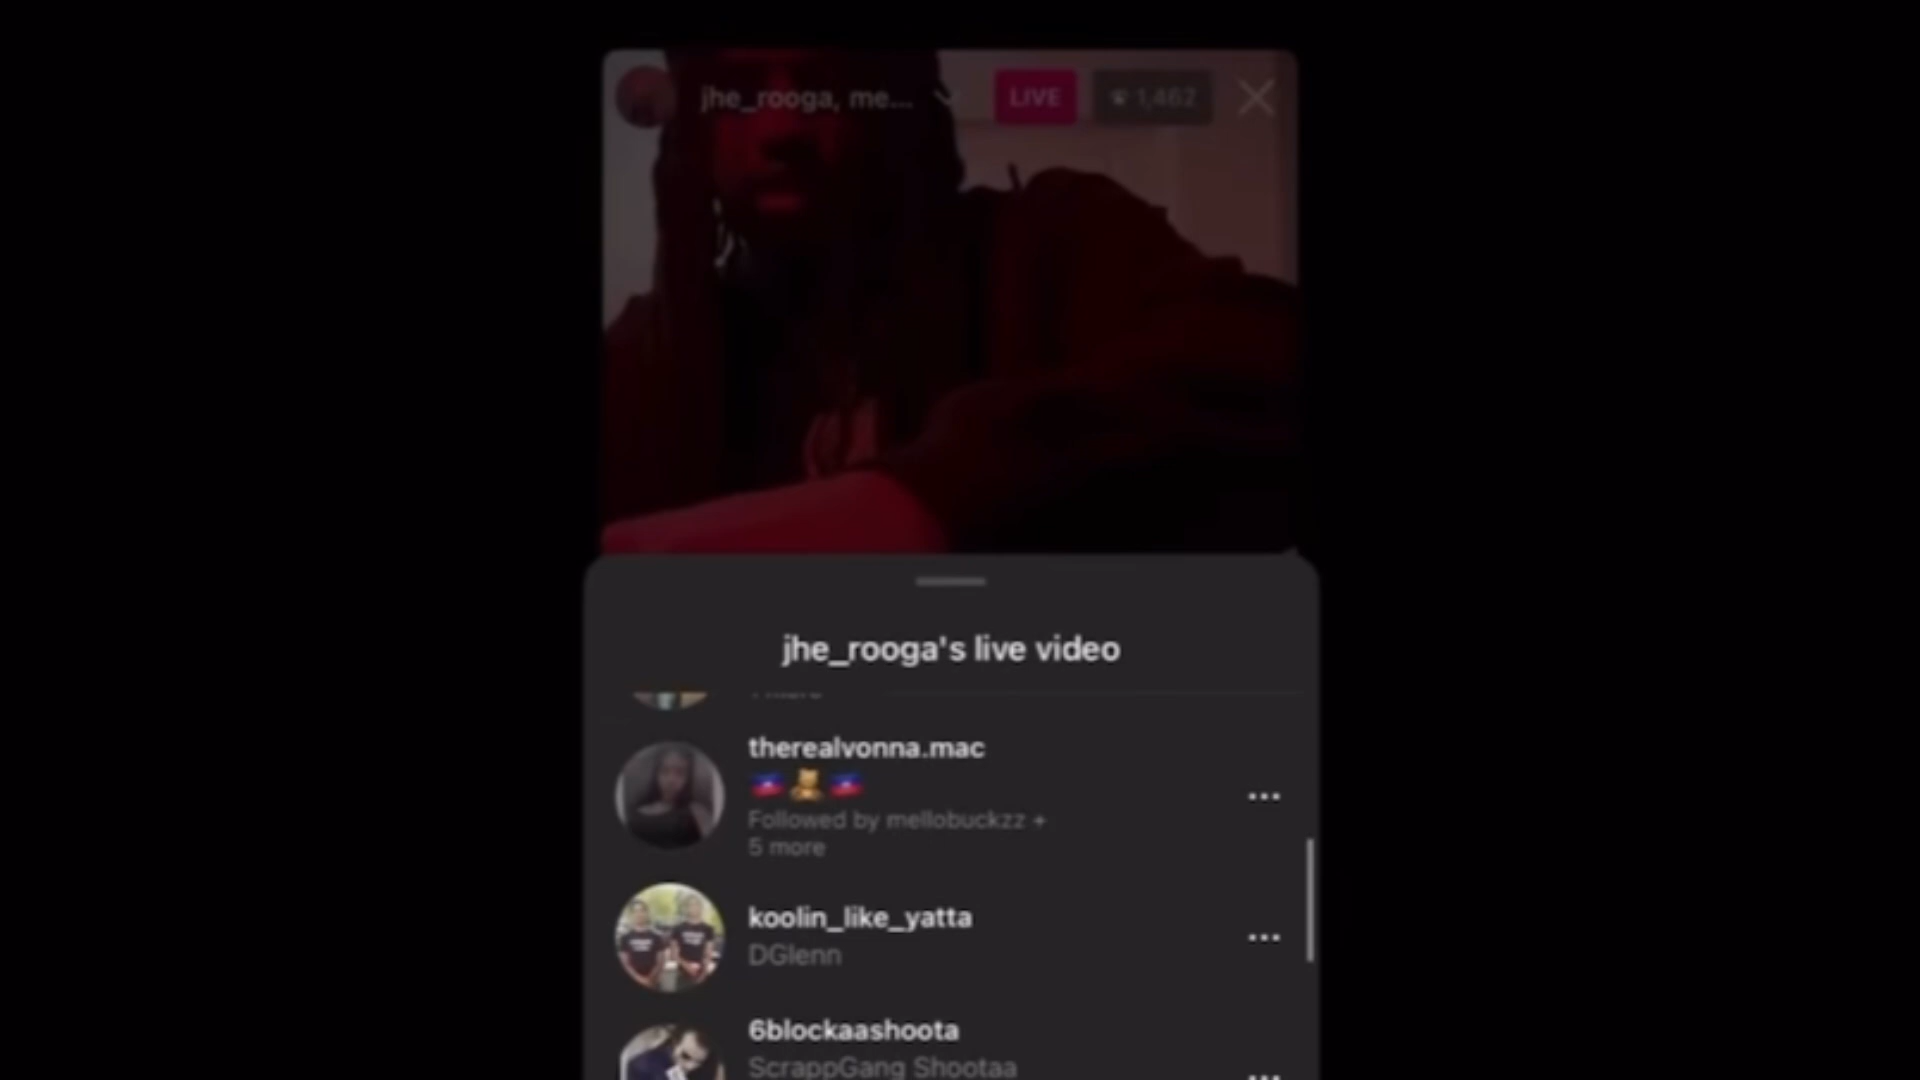 jhe_rooga, me... LIVE 1,462
jhe_rooga's live video
therealvonna.mac
Followed by mellobuckzz +
5 more
koolin_like_yatta
DGlenn
6blockaashoota
ScrappGang Shootaa